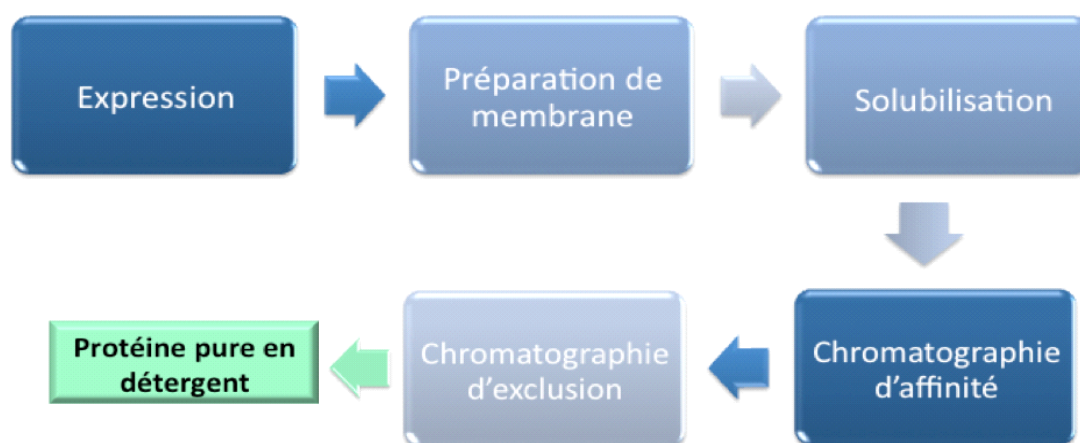 Expression
Préparation de
membrane
Solubilisation
Chromatographie
d'affinité
Chromatographie
d'exclusion
Protéine pure en
détergent